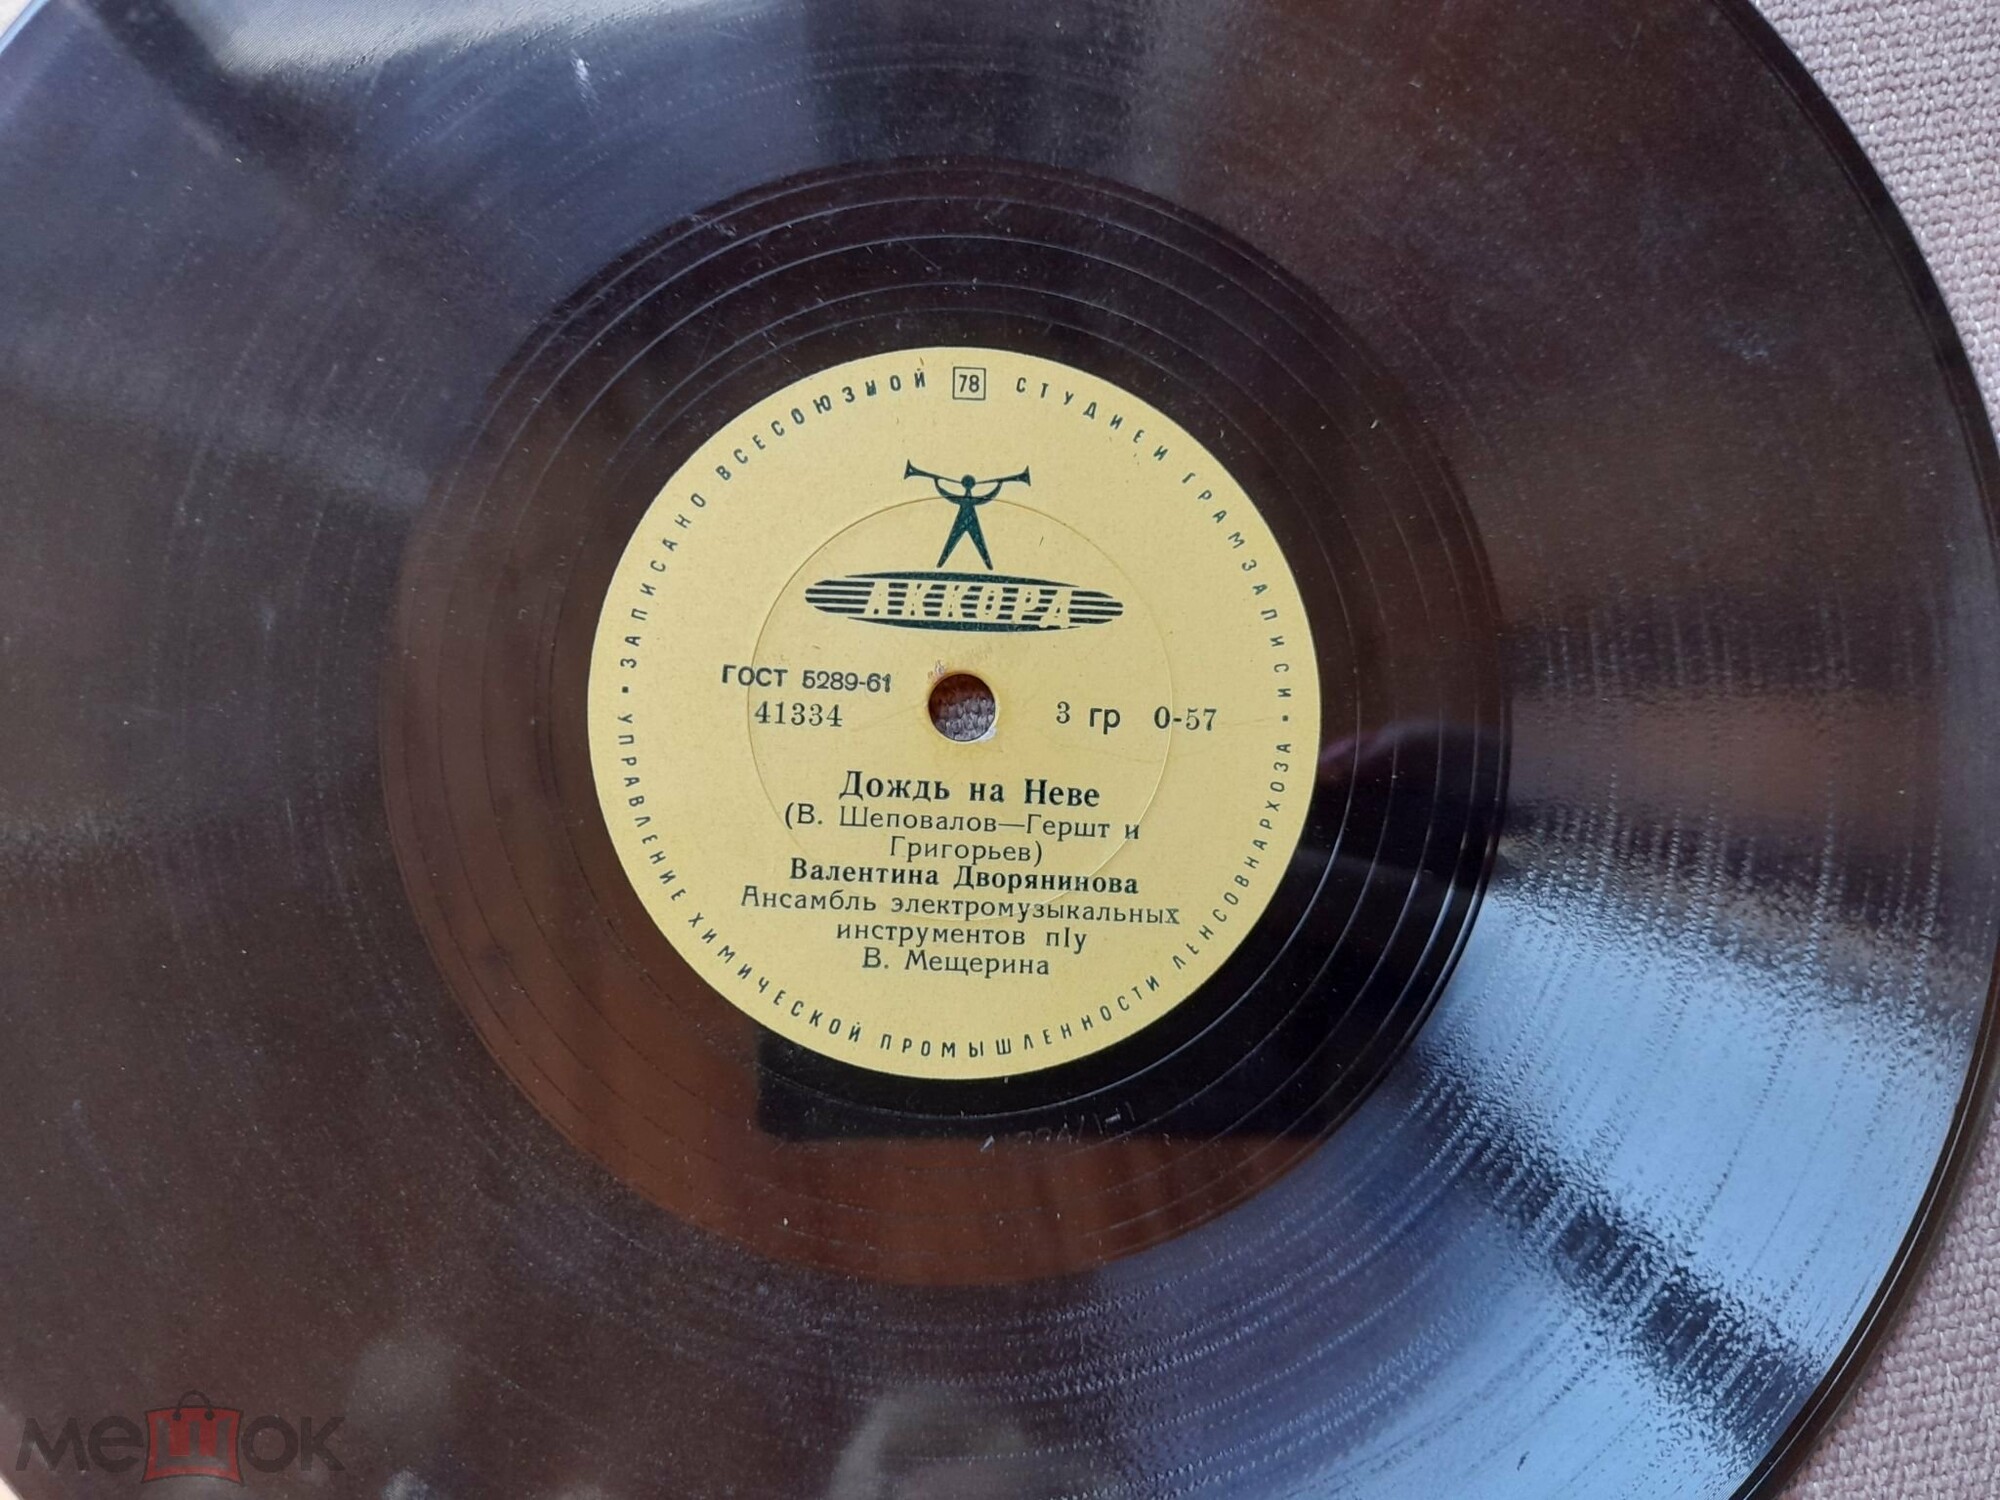 ЗАПИСАНО ВСЕСОЮЗНОЙ 78 СТУДИЕЙ ГРАМЗАПИСИ
АККОРД
ГОСТ 5289-61
41334 3 гр 0-57
Дождь на Неве
(В. Шеповалов—Гершт и
Григорьев)
Валентина Дворянинова
Ансамбль электромузыкальных
инструментов пIу
В. Мещерина
УПРАВЛЕНИЕ ХИМИЧЕСКОЙ ПРОМЫШЛЕННОСТИ ЛЕНСОВНАРХОЗА
мешок